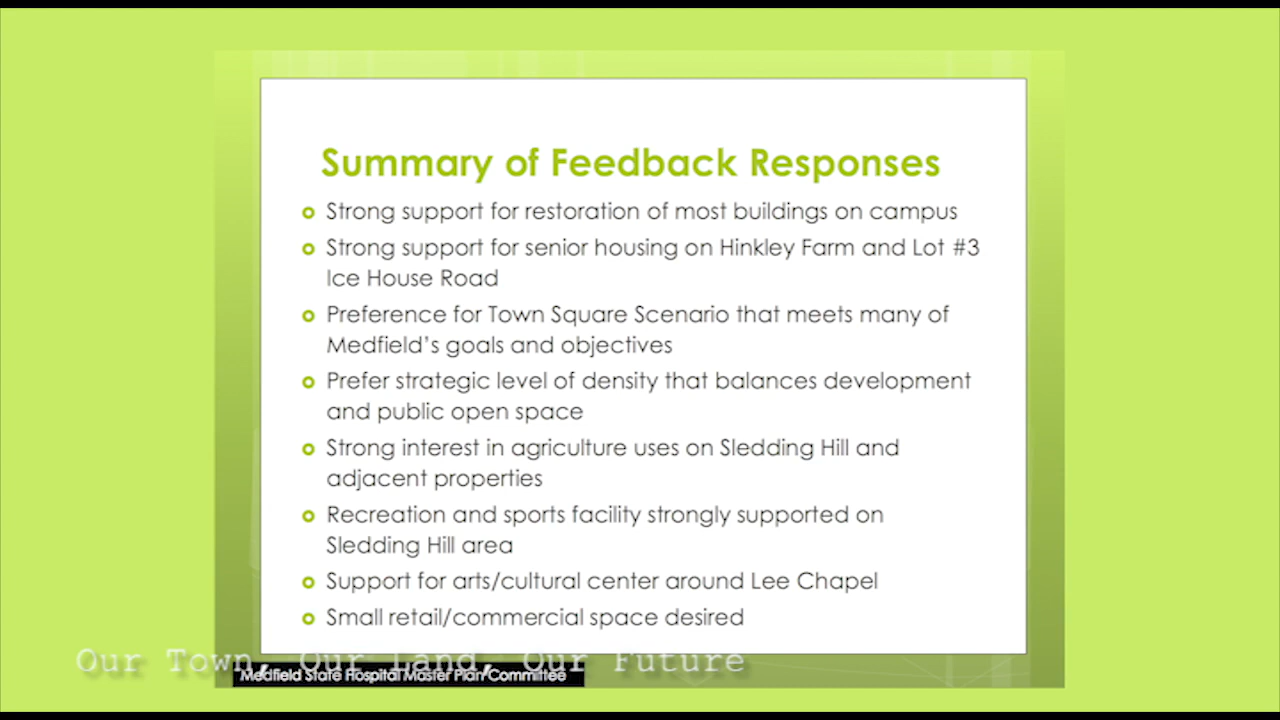 Summary of Feedback Responses
Strong support for restoration of most buildings on campus
Strong support for senior housing on Hinkley Farm and Lot #3
Ice House Road
Preference for Town Square Scenario that meets many of
Medfield's goals and objectives
Prefer strategic level of density that balances development
and public open space
Strong interest in agriculture uses on Sledding Hill and
adjacent properties
Recreation and sports facility strongly supported on
Sledding Hill area
Support for arts/cultural center around Lee Chapel
Small retail/commercial space desired
Our Town, Our Land, Our Future
Medfield State Hospital Master Plan Committee